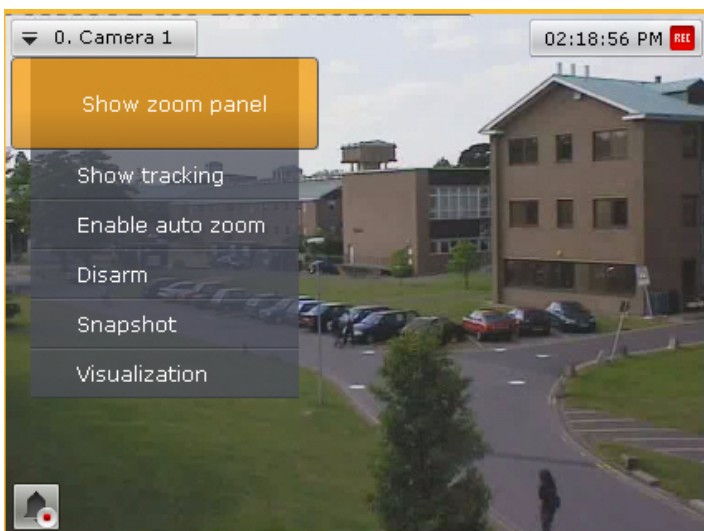 0. Camera 1
02:18:56 PM REC
Show zoom panel
Show tracking
Enable auto zoom
Disarm
Snapshot
Visualization